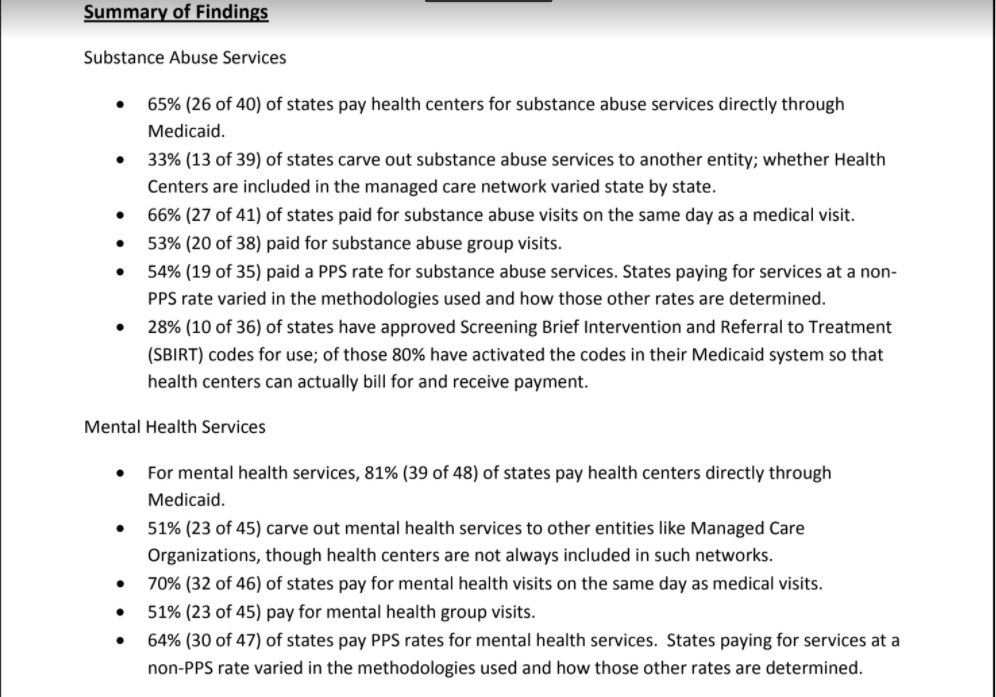 Summary of Findings
Substance Abuse Services
• 65% (26 of 40) of states pay health centers for substance abuse services directly through
Medicaid.
• 33% (13 of 39) of states carve out substance abuse services to another entity; whether Health
Centers are included in the managed care network varied state by state.
• 66% (27 of 41) of states paid for substance abuse visits on the same day as a medical visit.
• 53% (20 of 38) paid for substance abuse group visits.
• 54% (19 of 35) paid a PPS rate for substance abuse services. States paying for services at a non-
PPS rate varied in the methodologies used and how those other rates are determined.
• 28% (10 of 36) of states have approved Screening Brief Intervention and Referral to Treatment
(SBIRT) codes for use; of those 80% have activated the codes in their Medicaid system so that
health centers can actually bill for and receive payment.
Mental Health Services
• For mental health services, 81% (39 of 48) of states pay health centers directly through
Medicaid.
• 51% (23 of 45) carve out mental health services to other entities like Managed Care
Organizations, though health centers are not always included in such networks.
• 70% (32 of 46) of states pay for mental health visits on the same day as medical visits.
• 51% (23 of 45) pay for mental health group visits.
• 64% (30 of 47) of states pay PPS rates for mental health services.  States paying for services at a
non-PPS rate varied in the methodologies used and how those other rates are determined.